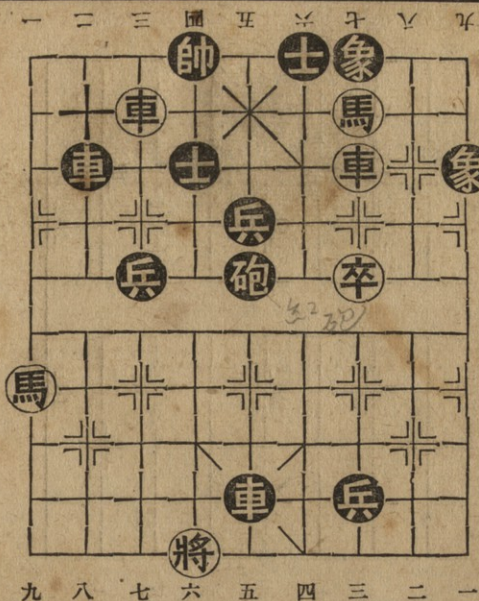 一 二 三 四 五 六 七 八 九
帥 士 象
車 馬
車 士 車 象
兵
兵 砲 卒
馬
車 兵
將
九 八 七 六 五 四 三 二 一